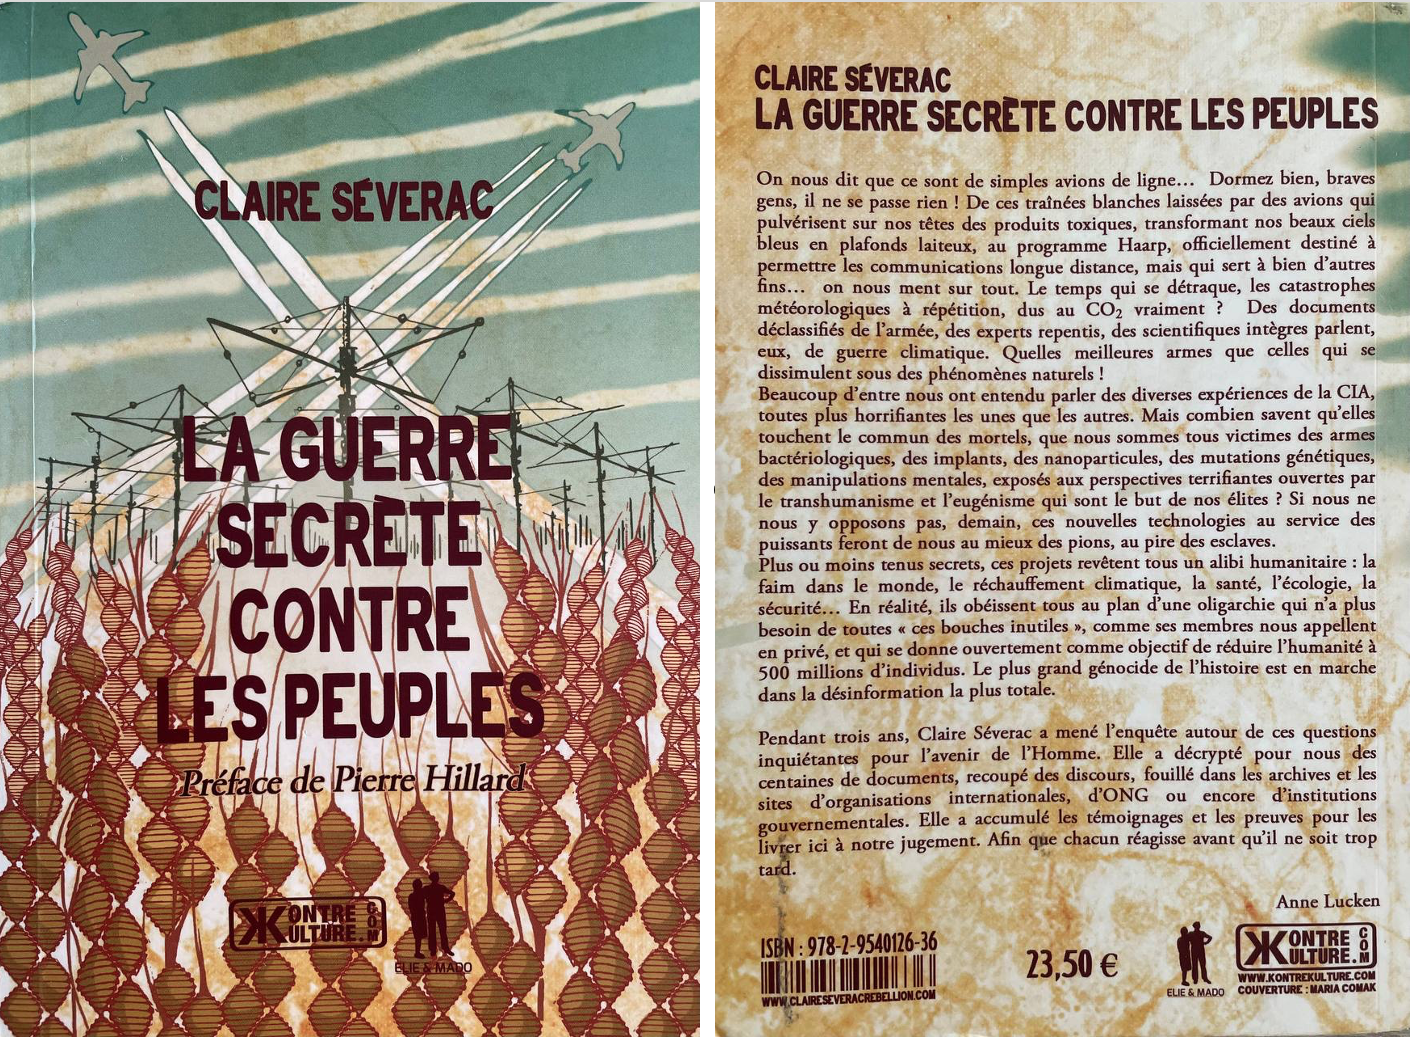 CLAIRE SÉVERAC
LA GUERRE
SECRÈTE
CONTRE
LES PEUPLES
Préface de Pierre Hillard
KONTRE
KULTURE.COM
ELIE & MADO
CLAIRE SÉVERAC
LA GUERRE SECRÈTE CONTRE LES PEUPLES
On nous dit que ce sont de simples avions de ligne... Dormez bien, braves
gens, il ne se passe rien ! De ces traînées blanches laissées par des avions qui
pulvérisent sur nos têtes des produits toxiques, transformant nos beaux ciels
bleus en plafonds laiteux, au programme Haarp, officiellement destiné à
permettre les communications longue distance, mais qui sert à bien d'autres
fins... on nous ment sur tout. Le temps qui se détraque, les catastrophes
météorologiques à répétition, dus au CO₂ vraiment ? Des documents
déclassifiés de l'armée, des experts repentis, des scientifiques intègres parlent,
eux, de guerre climatique. Quelles meilleures armes que celles qui se
dissimulent sous des phénomènes naturels !
Beaucoup d'entre nous ont entendu parler des diverses expériences de la CIA,
toutes plus horrifiantes les unes que les autres. Mais combien savent qu'elles
touchent le commun des mortels, que nous sommes tous victimes des armes
bactériologiques, des implants, des nanoparticules, des mutations génétiques,
des manipulations mentales, exposés aux perspectives terrifiantes ouvertes par
le transhumanisme et l'eugénisme qui sont le but de nos élites ? Si nous ne
nous y opposons pas, demain, ces nouvelles technologies au service des
puissants feront de nous au mieux des pions, au pire des esclaves.
Plus ou moins tenus secrets, ces projets revêtent tous un alibi humanitaire : la
faim dans le monde, le réchauffement climatique, la santé, l'écologie, la
sécurité... En réalité, ils obéissent tous au plan d'une oligarchie qui n'a plus
besoin de toutes « ces bouches inutiles », comme ses membres nous appellent
en privé, et qui se donne ouvertement comme objectif de réduire l'humanité à
500 millions d'individus. Le plus grand génocide de l'histoire est en marche
dans la désinformation la plus totale.
Pendant trois ans, Claire Séverac a mené l'enquête autour de ces questions
inquiétantes pour l'avenir de l'Homme. Elle a décrypté pour nous des
centaines de documents, recoupé des discours, fouillé dans les archives et les
sites d'organisations internationales, d'ONG ou encore d'institutions
gouvernementales. Elle a accumulé les témoignages et les preuves pour les
livrer ici à notre jugement. Afin que chacun réagisse avant qu'il ne soit trop
tard.
Anne Lucken
ISBN : 978-2-9540126-36
WWW.CLAIRESEVERACREBELLION.COM
23,50 €
ELIE & MADO
KONTRE
KULTURE.COM
WWW.KONTREKULTURE.COM
COUVERTURE : MARIA COMAK